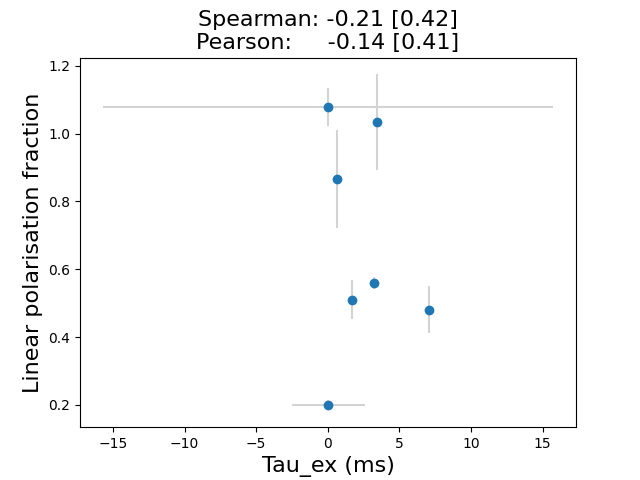 Spearman: -0.21 [0.42]
Pearson: -0.14 [0.41]
Linear polarisation fraction
1.2
1.0
0.8
0.6
0.4
0.2
−15 −10 −5 0 5 10 15
Tau_ex (ms)